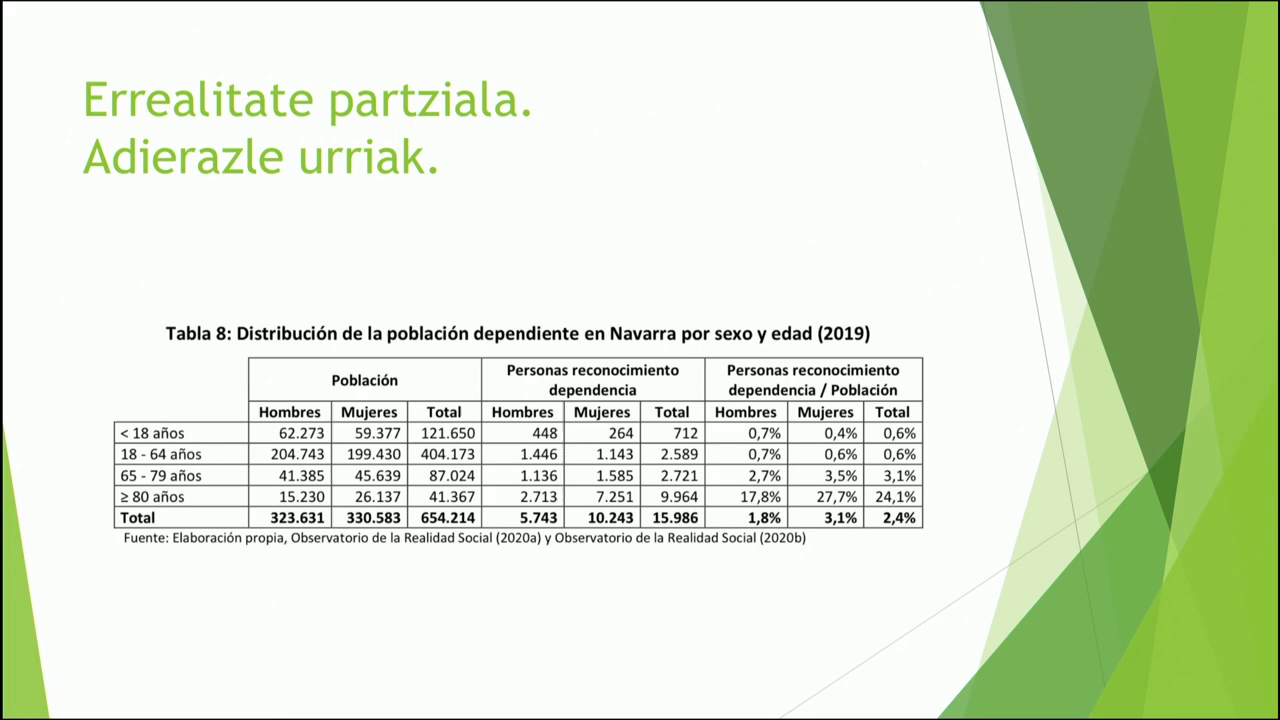 Errealitate partziala.
Adierazle urriak.
Tabla 8: Distribución de la población dependiente en Navarra por sexo y edad (2019)
Población Personas reconocimiento dependencia Personas reconocimiento dependencia / Población
Hombres Mujeres Total Hombres Mujeres Total Hombres Mujeres Total
< 18 años 62.273 59.377 121.650 448 264 712 0,7% 0,4% 0,6%
18 - 64 años 204.743 199.430 404.173 1.446 1.143 2.589 0,7% 0,6% 0,6%
65 - 79 años 41.385 45.639 87.024 1.136 1.585 2.721 2,7% 3,5% 3,1%
≥ 80 años 15.230 26.137 41.367 2.713 7.251 9.964 17,8% 27,7% 24,1%
Total 323.631 330.583 654.214 5.743 10.243 15.986 1,8% 3,1% 2,4%
Fuente: Elaboración propia, Observatorio de la Realidad Social (2020a) y Observatorio de la Realidad Social (2020b)